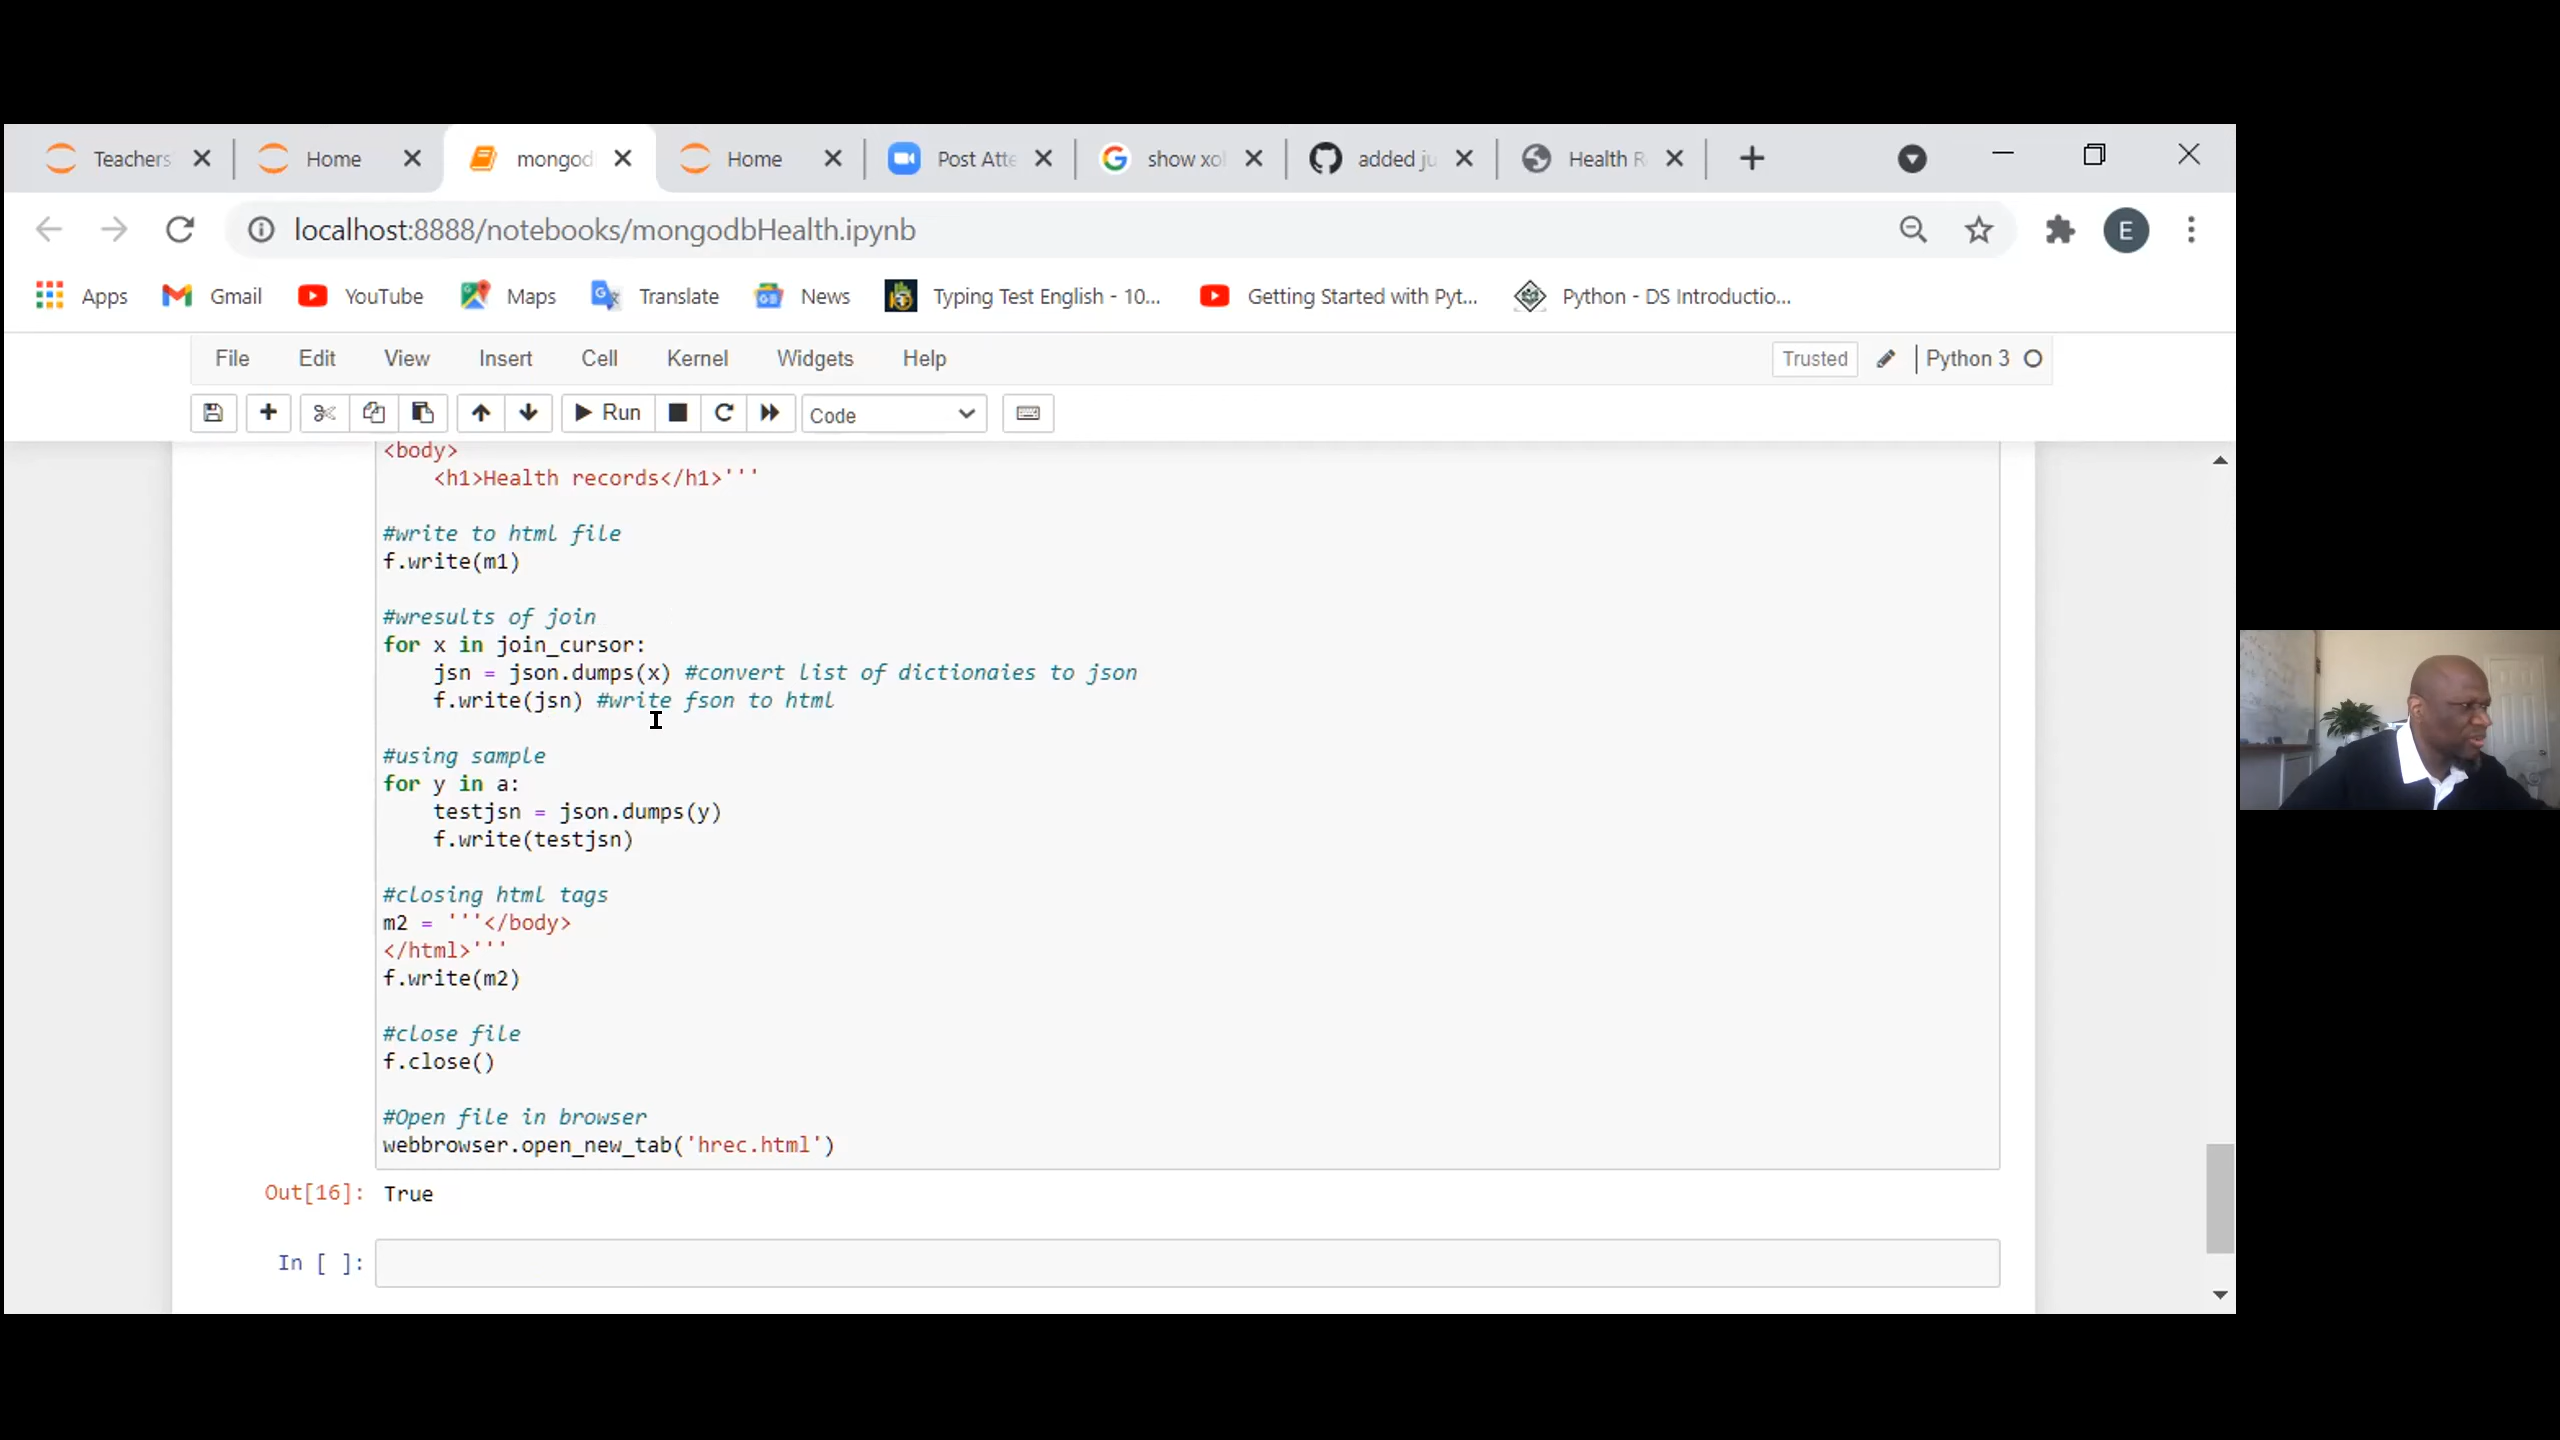 Teachers Home mongod Home Post Atte show xol added ju Health R
localhost:8888/notebooks/mongodbHealth.ipynb E
Apps Gmail YouTube Maps Translate News Typing Test English - 10... Getting Started with Pyt... Python - DS Introductio...
File Edit View Insert Cell Kernel Widgets Help Trusted Python 3
Run Code
<body>
<h1>Health records</h1>'''
#write to html file
f.write(m1)
#wresults of join
for x in join_cursor:
jsn = json.dumps(x) #convert list of dictionaies to json
f.write(jsn) #write fson to html
#using sample
for y in a:
testjsn = json.dumps(y)
f.write(testjsn)
#closing html tags
m2 = '''</body>
</html>'''
f.write(m2)
#close file
f.close()
#Open file in browser
webbrowser.open_new_tab('hrec.html')
Out[16]: True
In [ ]: